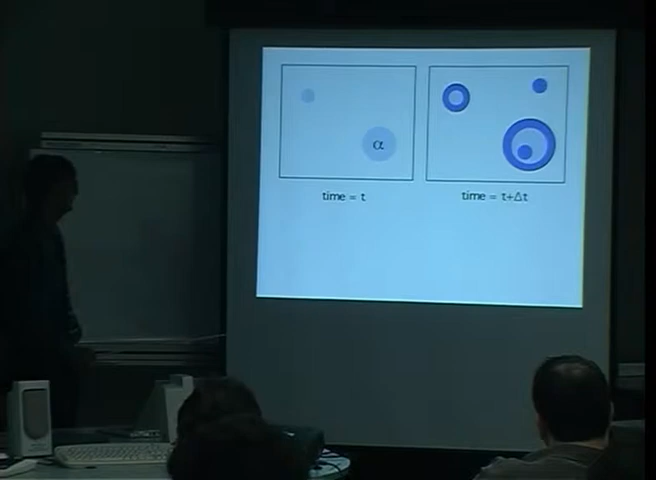 α
time = t
time = t+Δt